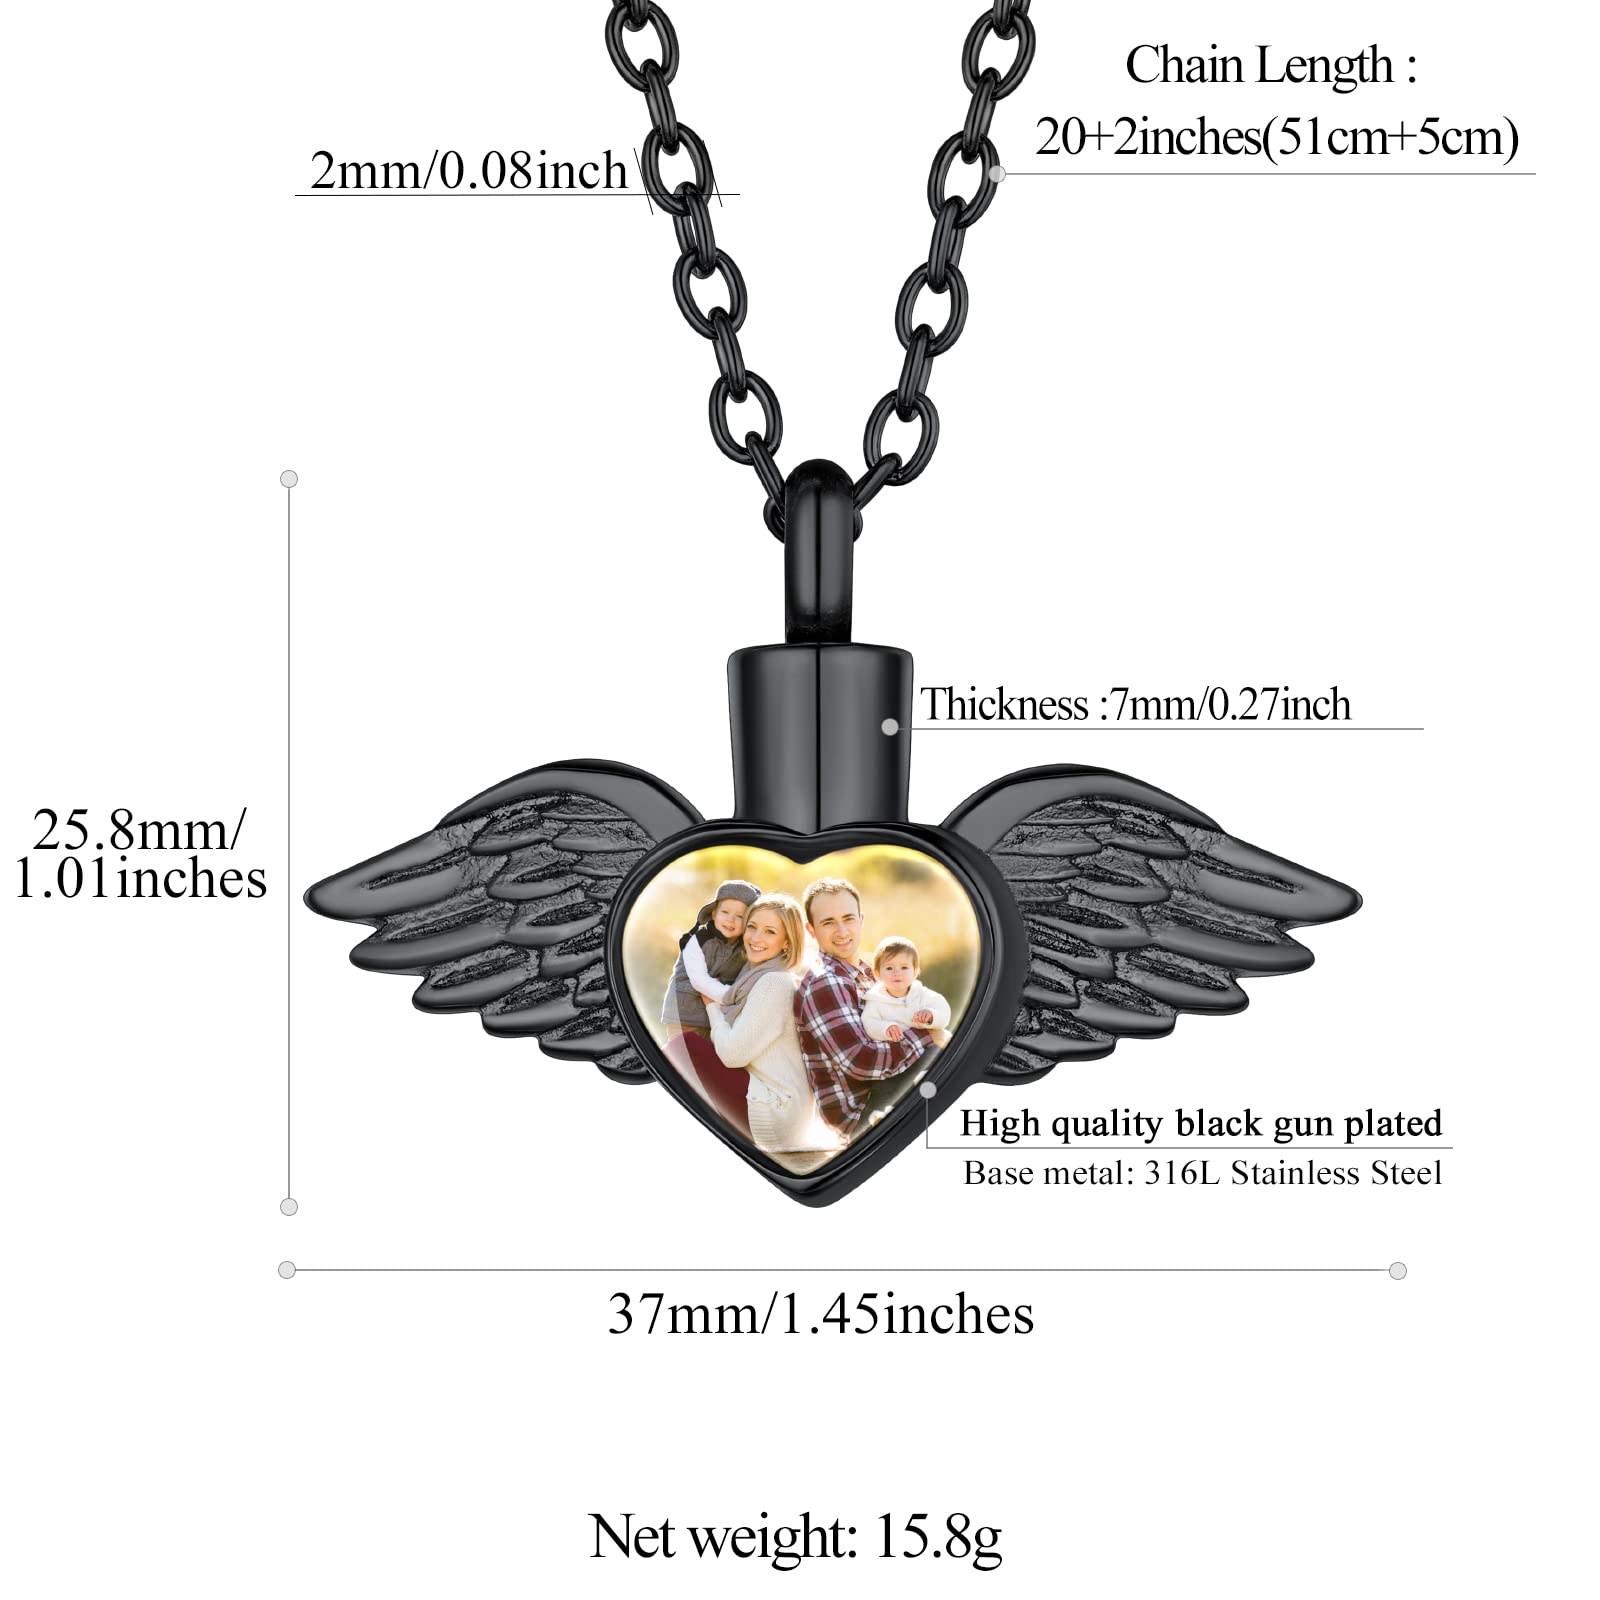 Chain Length :
20+2inches(51cm+5cm)
2mm/0.08inch
Thickness :7mm/0.27inch
25.8mm/
1.01inches
High quality black gun plated
Base metal: 316L Stainless Steel
37mm/1.45inches
Net weight: 15.8g